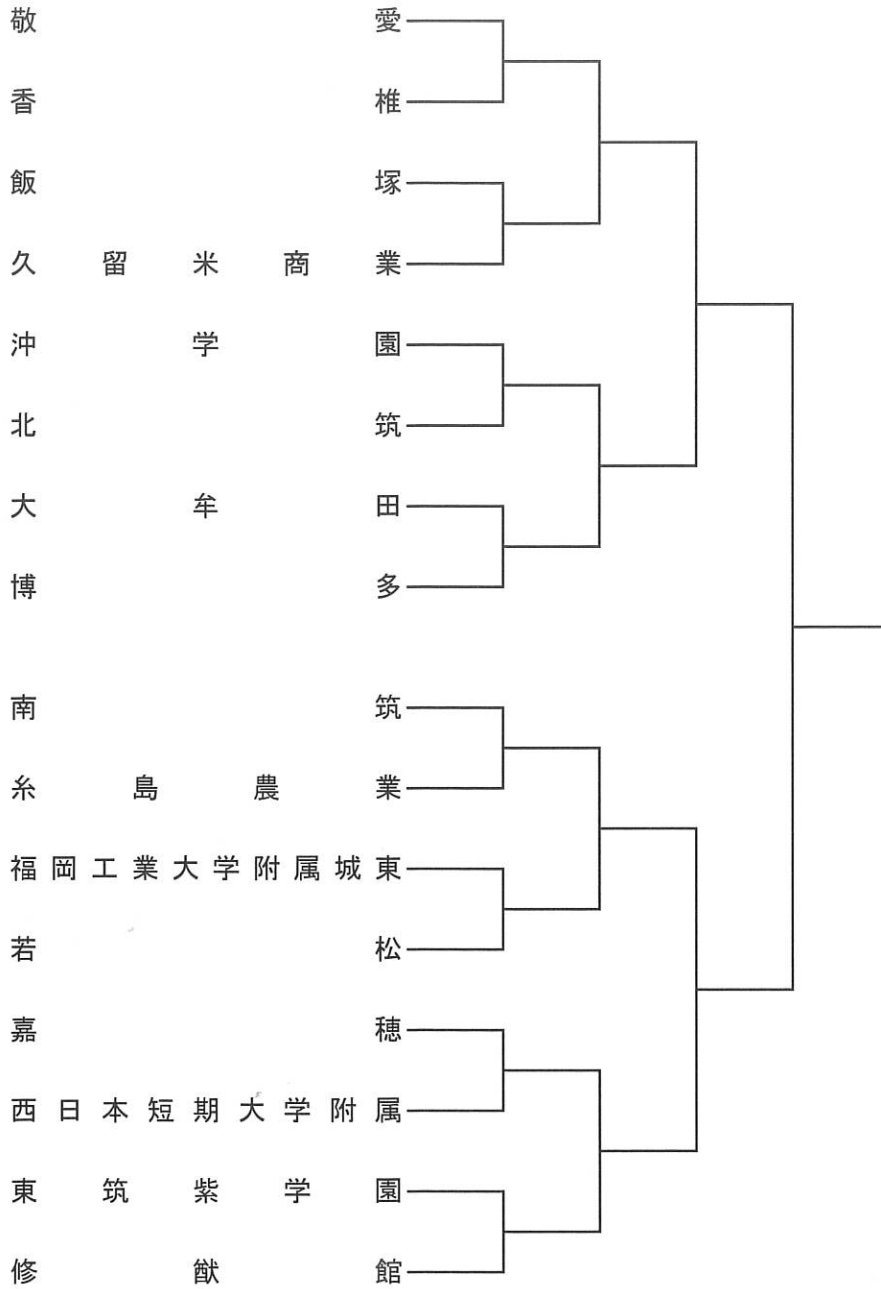 敬愛
香椎
飯塚
久留米商業
沖学園
北筑
大牟田
博多
南筑
糸島農業
福岡工業大学附属城東
若松
嘉穂
西日本短期大学附属
東筑紫学園
修猷館